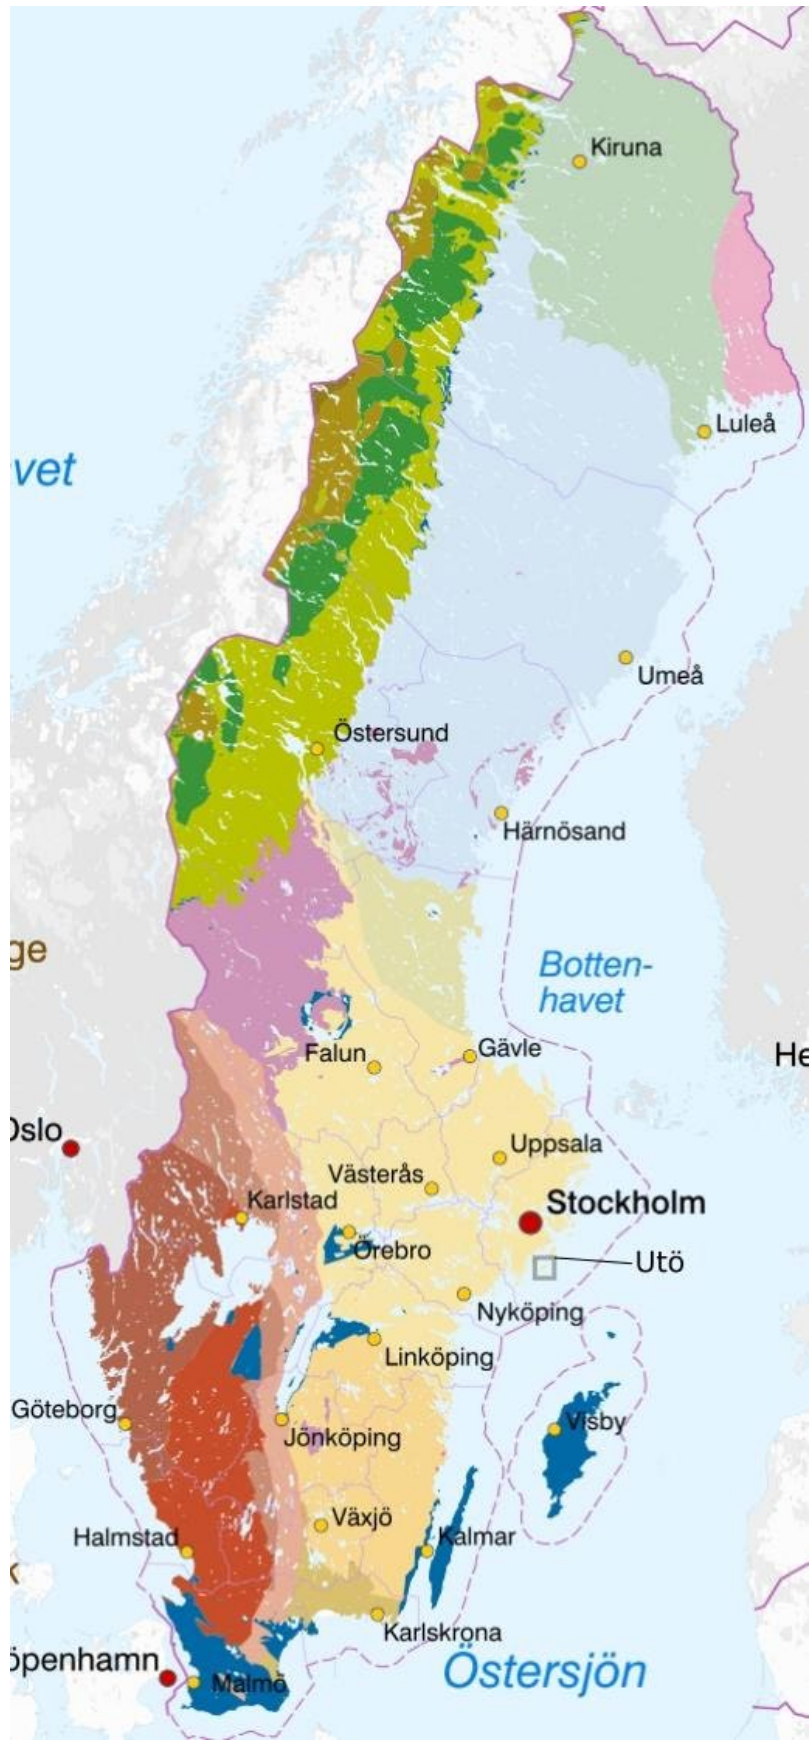 Kiruna
Luleå
vet
Umeå
Östersund
Härnösand
ge
Botten-
havet
Falun
Gävle
He
Oslo
Uppsala
Västerås
Karlstad
Stockholm
Örebro
Utö
Nyköping
Linköping
Göteborg
Visby
Jönköping
Växjö
Halmstad
Kalmar
k
Karlskrona
öpenhamn
Malmö
Östersjön